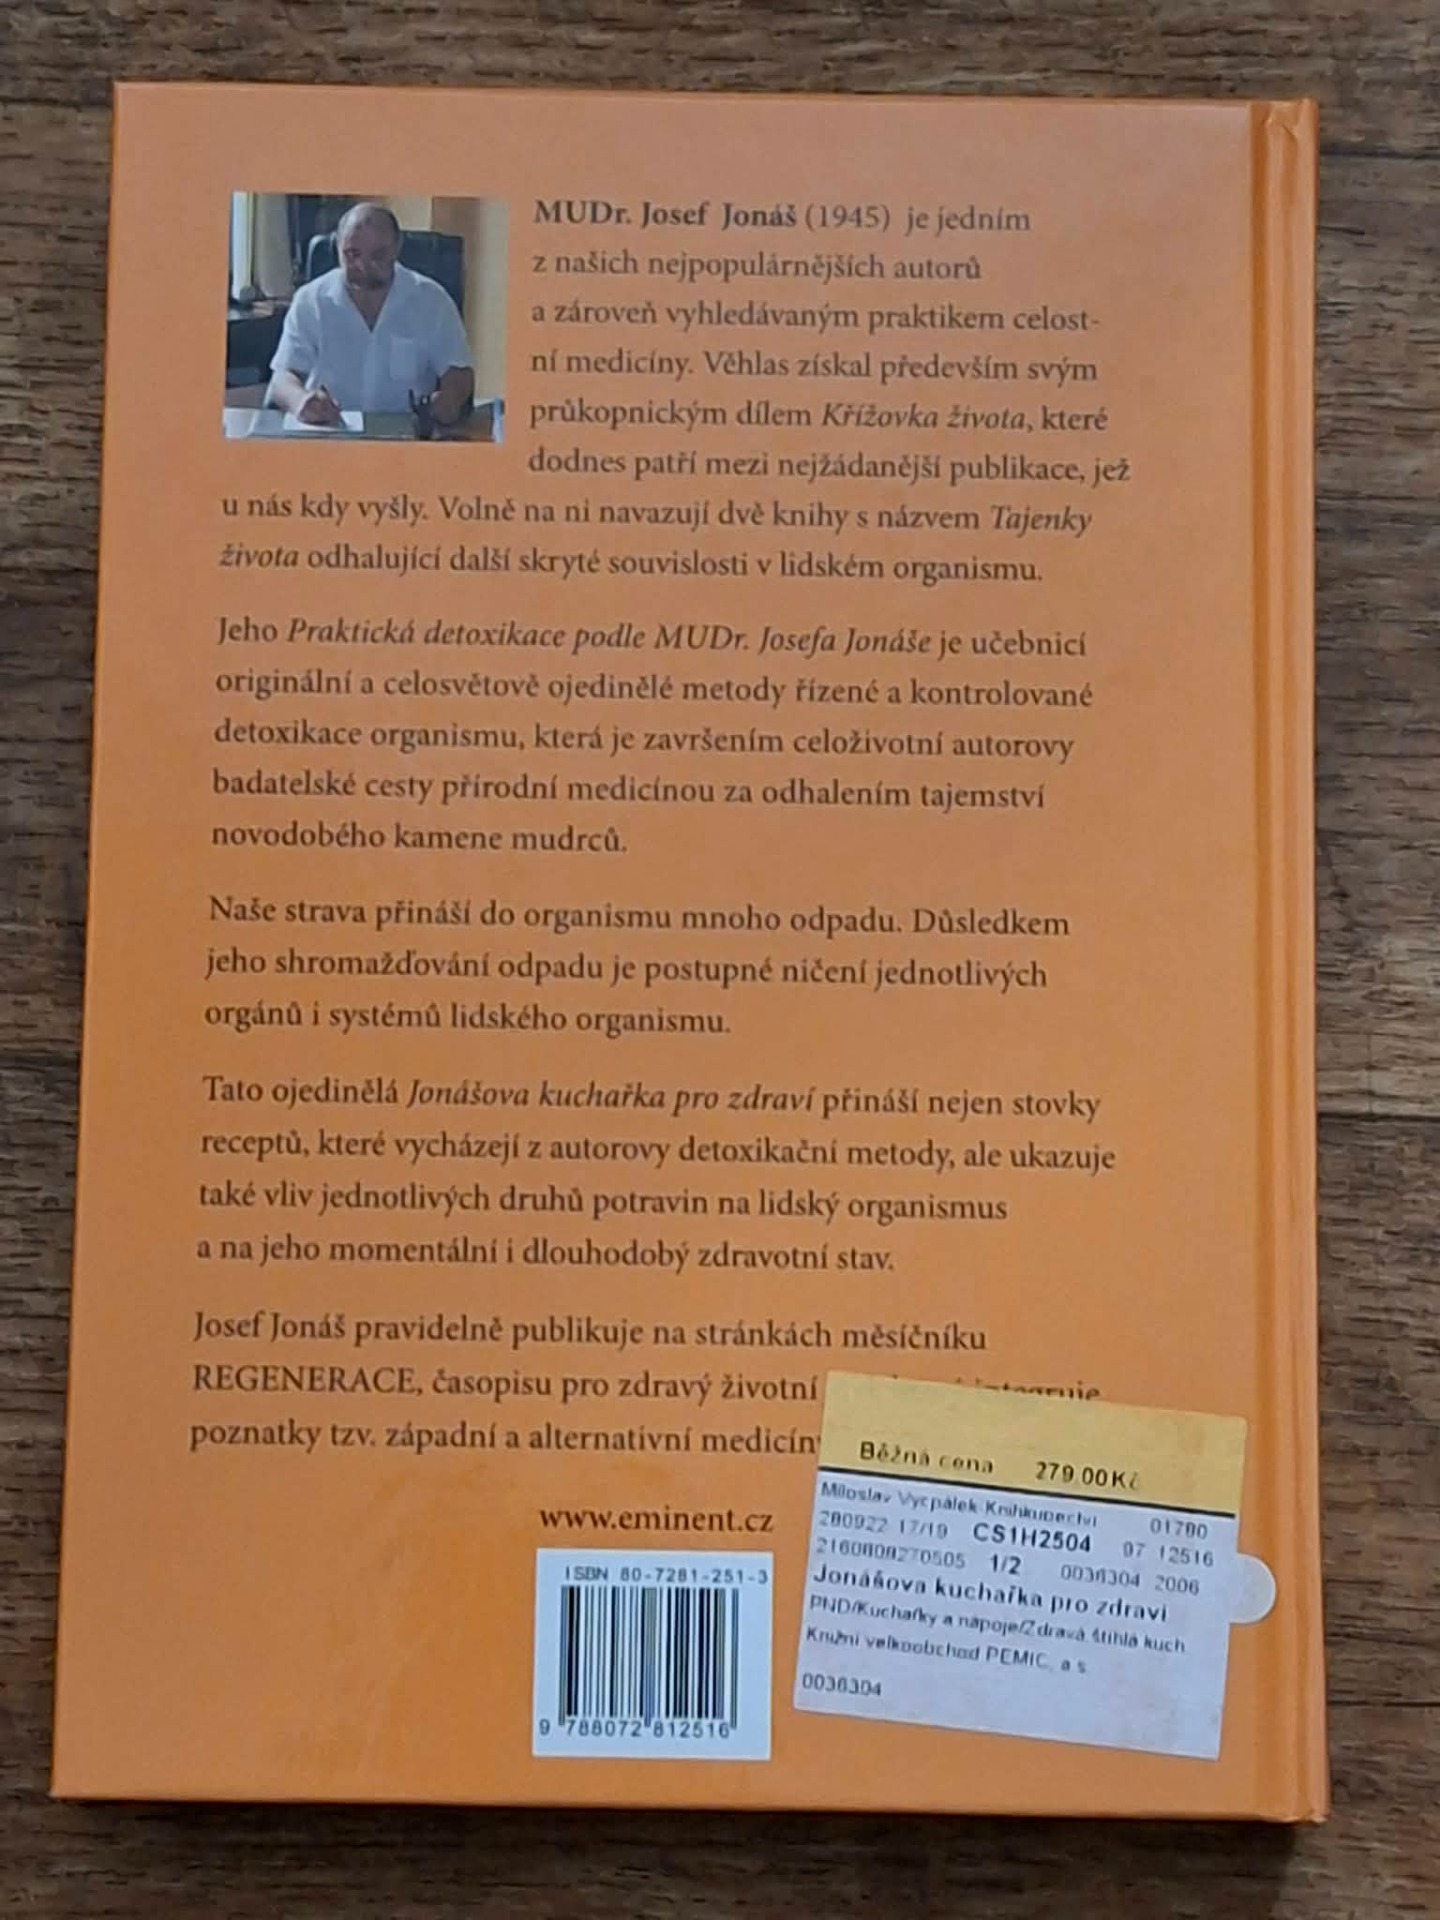 MUDr. Josef Jonáš (1945) je jedním
z našich nejpopulárnějších autorů
a zároveň vyhledávaným praktikem celost-
ní medicíny. Věhlas získal především svým
průkopnickým dílem Křížovka života, které
dodnes patří mezi nejžádanější publikace, jež
u nás kdy vyšly. Volně na ni navazují dvě knihy s názvem Tajenky
života odhalující další skryté souvislosti v lidském organismu.
Jeho Praktická detoxikace podle MUDr. Josefa Jonáše je učebnicí
originální a celosvětově ojedinělé metody řízené a kontrolované
detoxikace organismu, která je završením celoživotní autorovy
badatelské cesty přírodní medicínou za odhalením tajemství
novodobého kamene mudrců.
Naše strava přináší do organismu mnoho odpadu. Důsledkem
jeho shromažďování odpadu je postupné ničení jednotlivých
orgánů i systémů lidského organismu.
Tato ojedinělá Jonášova kuchařka pro zdraví přináší nejen stovky
receptů, které vycházejí z autorovy detoxikační metody, ale ukazuje
také vliv jednotlivých druhů potravin na lidský organismus
a na jeho momentální i dlouhodobý zdravotní stav.
Josef Jonáš pravidelně publikuje na stránkách měsíčníku
REGENERACE, časopisu pro zdravý životní integruje
poznatky tzv. západní a alternativní medicín
www.eminent.cz
ISBN 80-7281-251-3
9 788072 812516
Běžná cena 279.00Kč
Miloslav Vycpálek-Knihkupectví 01780
280922 17/19 CS1H2504 07 12516
2160808270505 1/2 0036304 2006
Jonášova kuchařka pro zdraví
PND/Kuchařky a nápoje/Zdravá štíhlá kuch
Knižní velkoobchod PEMIC, a s
0036304